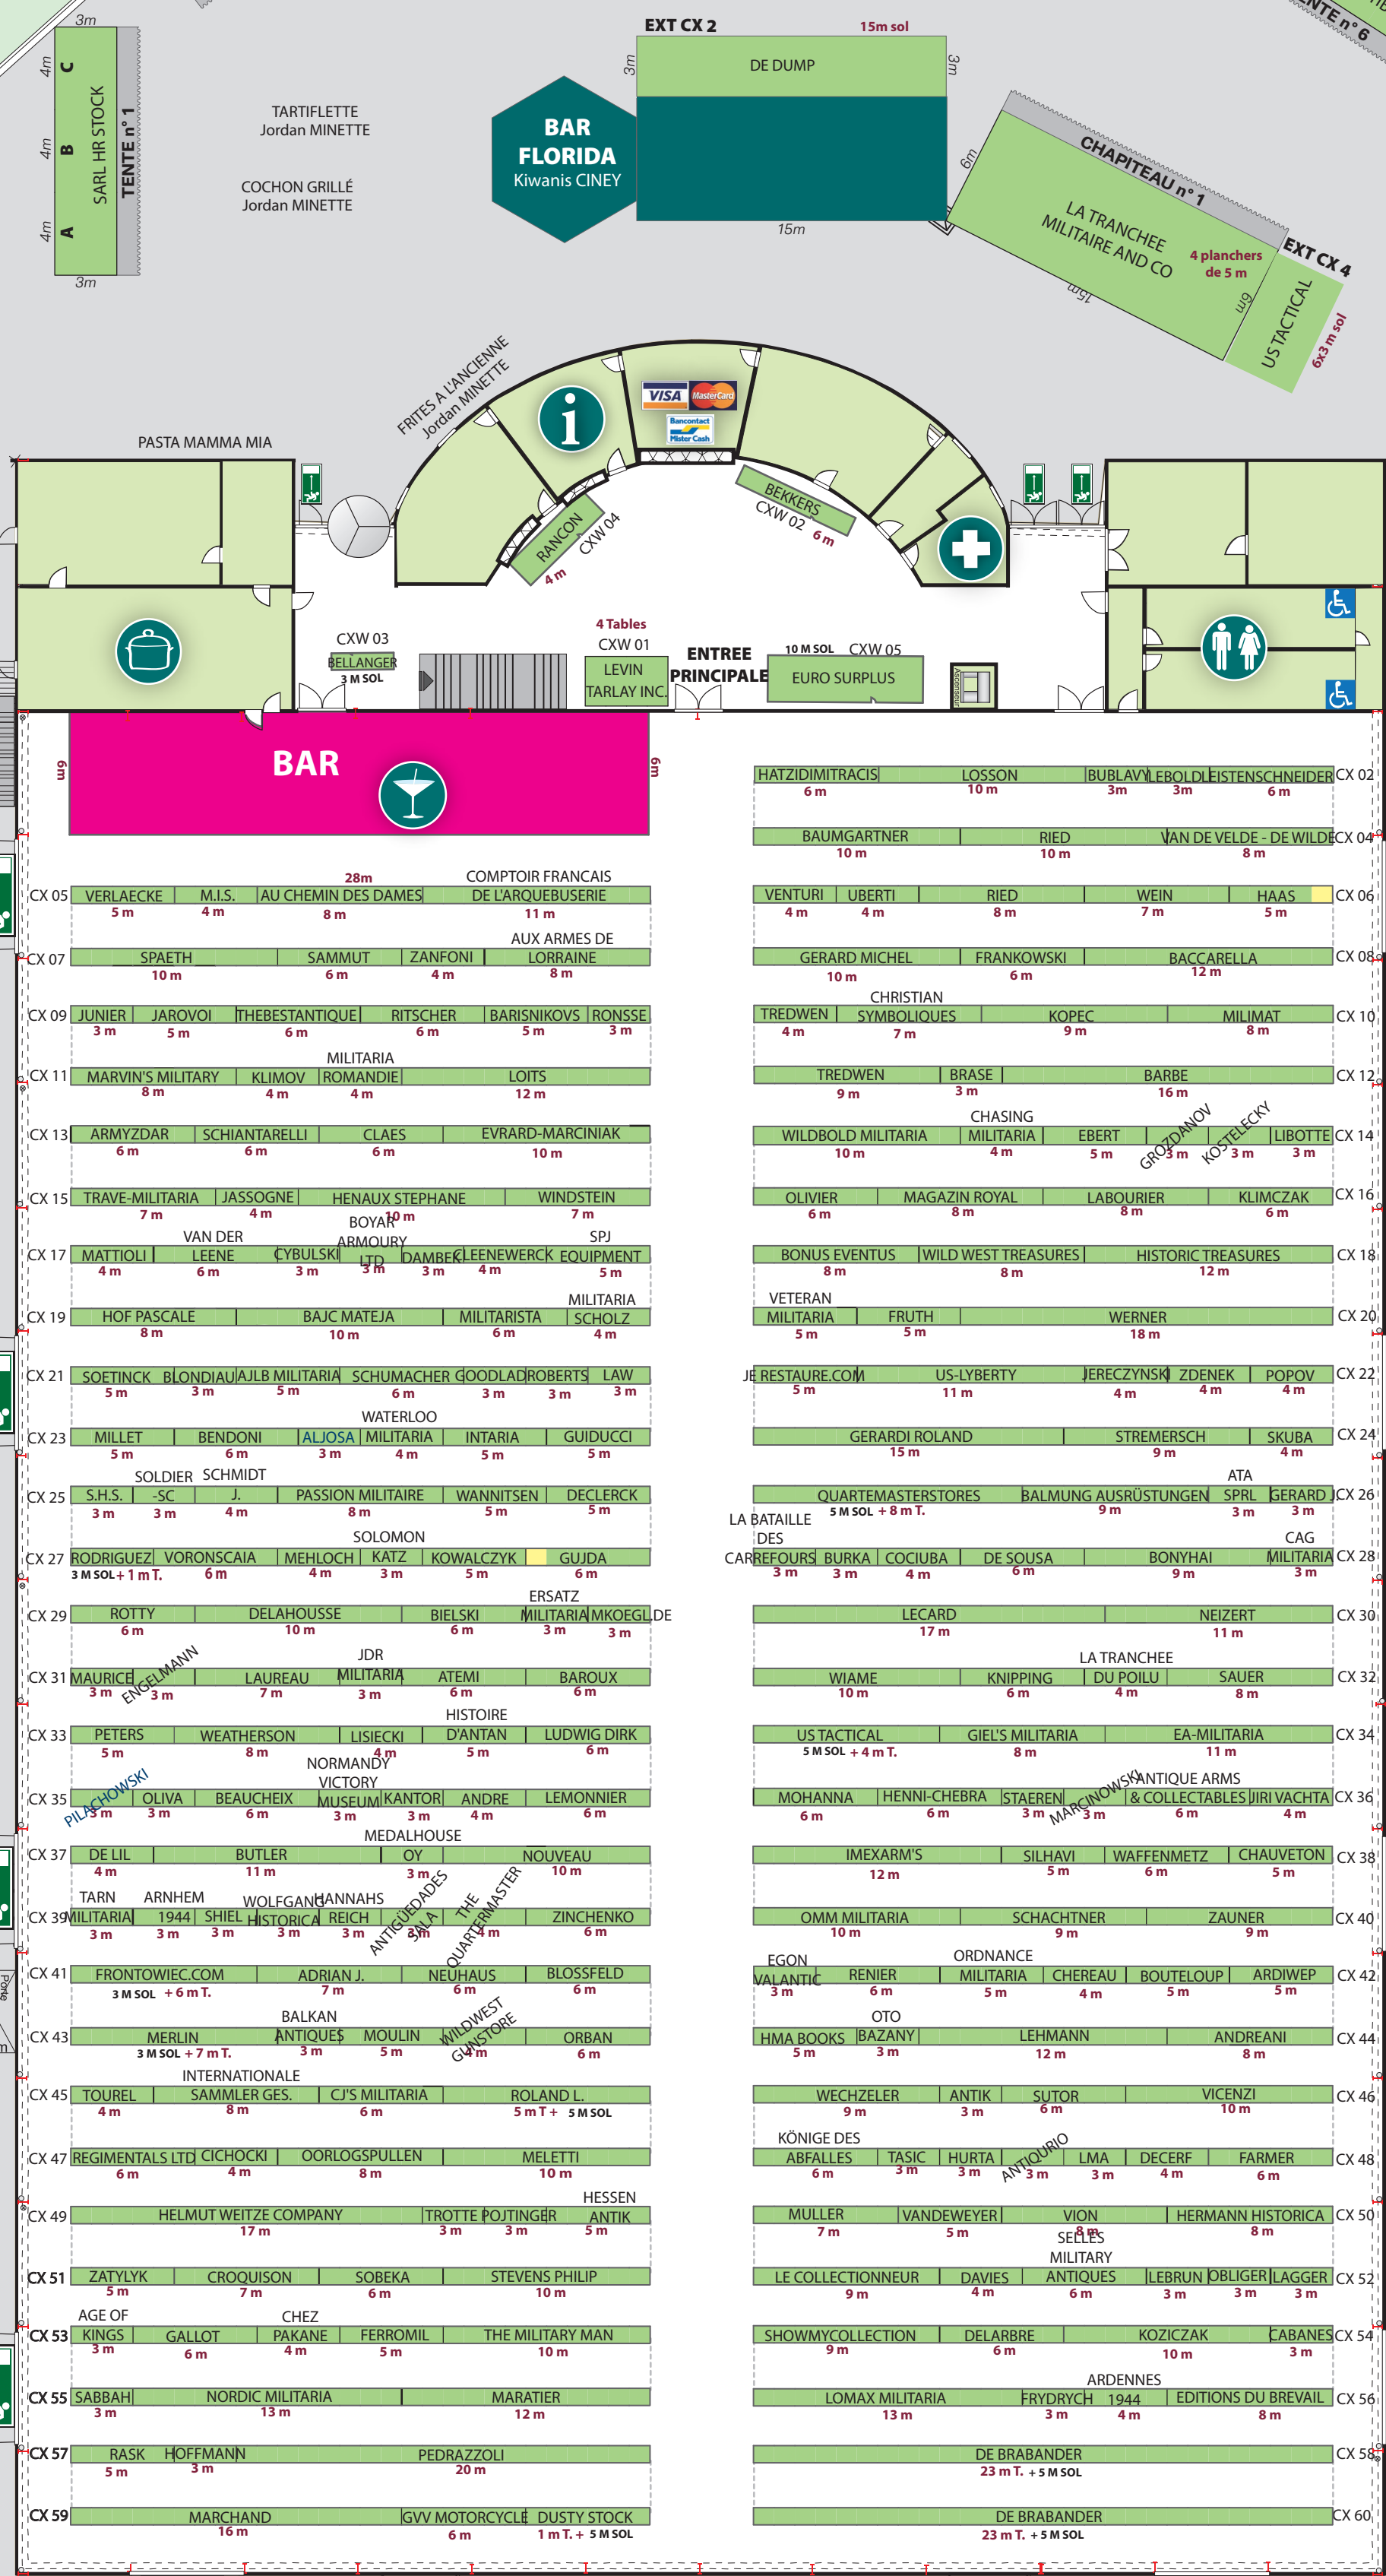 3m
4m
C
4m
B
4m
A
SARL HR STOCK
TENTE n° 1
3m
TARTIFLETTE
Jordan MINETTE
COCHON GRILLÉ
Jordan MINETTE
EXT CX 2
15m sol
3m
DE DUMP
3m
BAR
FLORIDA
Kiwanis CINEY
15m
TENTE n° 6
CHAPITEAU n° 1
6m
LA TRANCHEE
MILITAIRE AND CO
4 planchers
de 5 m
15m
6m
EXT CX 4
US TACTICAL
6x3 m sol
FRITES A L'ANCIENNE
Jordan MINETTE
PASTA MAMMA MIA
i
VISA
MasterCard
Bancontact
Mister Cash
RANCON
CXW 04
4 m
BEKKERS
CXW 02
6 m
CXW 03
BELLANGER
3 M SOL
4 Tables
CXW 01
LEVIN
TARLAY INC.
ENTREE
PRINCIPALE
10 M SOL CXW 05
EURO SURPLUS
Ascenseur
6m
BAR
6m
HATZIDIMITRACIS LOSSON BUBLAVY LEBOLD LEISTENSCHNEIDER CX 02
6 m 10 m 3m 3m 6 m
BAUMGARTNER RIED VAN DE VELDE - DE WILDE CX 04
10 m 10 m 8 m
28m COMPTOIR FRANCAIS
CX 05 VERLAECKE M.I.S. AU CHEMIN DES DAMES DE L'ARQUEBUSERIE
5 m 4 m 8 m 11 m
VENTURI UBERTI RIED WEIN HAAS CX 06
4 m 4 m 8 m 7 m 5 m
AUX ARMES DE
CX 07 SPAETH SAMMUT ZANFONI LORRAINE
10 m 6 m 4 m 8 m
GERARD MICHEL FRANKOWSKI BACCARELLA CX 08
10 m 6 m 12 m
CX 09 JUNIER JAROVOI THEBESTANTIQUE RITSCHER BARISNIKOVS RONSSE
3 m 5 m 6 m 6 m 5 m 3 m
CHRISTIAN
TREDWEN SYMBOLIQUES KOPEC MILIMAT CX 10
4 m 7 m 9 m 8 m
MILITARIA
CX 11 MARVIN'S MILITARY KLIMOV ROMANDIE LOITS
8 m 4 m 4 m 12 m
TREDWEN BRASE BARBE CX 12
9 m 3 m 16 m
CX 13 ARMYZDAR SCHIANTARELLI CLAES EVRARD-MARCINIAK
6 m 6 m 6 m 10 m
CHASING
WILDBOLD MILITARIA MILITARIA EBERT GROZDANOV KOSTELECKY LIBOTTE CX 14
10 m 4 m 5 m 3 m 3 m 3 m
CX 15 TRAVE-MILITARIA JASSOGNE HENAUX STEPHANE WINDSTEIN
7 m 4 m 10 m 7 m
OLIVIER MAGAZIN ROYAL LABOURIER KLIMCZAK CX 16
6 m 8 m 8 m 6 m
VAN DER BOYAR ARMOURY LTD SPJ
CX 17 MATTIOLI LEENE CYBULSKI DAMBEK CLEENEWERCK EQUIPMENT
4 m 6 m 3 m 3 m 3 m 4 m 5 m
BONUS EVENTUS WILD WEST TREASURES HISTORIC TREASURES CX 18
8 m 8 m 12 m
MILITARIA
CX 19 HOF PASCALE BAJC MATEJA MILITARISTA SCHOLZ
8 m 10 m 6 m 4 m
VETERAN
MILITARIA FRUTH WERNER CX 20
5 m 5 m 18 m
CX 21 SOETINCK BLONDIAU AJLB MILITARIA SCHUMACHER GOODLAD ROBERTS LAW
5 m 3 m 5 m 6 m 3 m 3 m 3 m
JE RESTAURE.COM US-LYBERTY JERECZYNSKI ZDENEK POPOV CX 22
5 m 11 m 4 m 4 m 4 m
WATERLOO
CX 23 MILLET BENDONI ALJOSA MILITARIA INTARIA GUIDUCCI
5 m 6 m 3 m 4 m 5 m 5 m
GERARDI ROLAND STREMERSCH SKUBA CX 24
15 m 9 m 4 m
SOLDIER SCHMIDT
CX 25 S.H.S. -SC J. PASSION MILITAIRE WANNITSEN DECLERCK
3 m 3 m 4 m 8 m 5 m 5 m
ATA
QUARTEMASTERSTORES BALMUNG AUSRÜSTUNGEN SPRL GERARD J. CX 26
5 M SOL + 8 m T. 9 m 3 m 3 m
SOLOMON
CX 27 RODRIGUEZ VORONSCAIA MEHLOCH KATZ KOWALCZYK GUJDA
3 M SOL + 1 m T. 6 m 4 m 3 m 5 m 6 m
LA BATAILLE
DES CAG
CARREFOURS BURKA COCIUBA DE SOUSA BONYHAI MILITARIA CX 28
3 m 3 m 4 m 6 m 9 m 3 m
ERSATZ
CX 29 ROTTY DELAHOUSSE BIELSKI MILITARIA MKOEGL.DE
6 m 10 m 6 m 3 m 3 m
LECARD NEIZERT CX 30
17 m 11 m
JDR
CX 31 MAURICE ENGELMANN LAUREAU MILITARIA ATEMI BAROUX
3 m 3 m 7 m 3 m 6 m 6 m
LA TRANCHEE
WIAME KNIPPING DU POILU SAUER CX 32
10 m 6 m 4 m 8 m
HISTOIRE
CX 33 PETERS WEATHERSON LISIECKI D'ANTAN LUDWIG DIRK
5 m 8 m 4 m 5 m 6 m
US TACTICAL GIEL'S MILITARIA EA-MILITARIA CX 34
5 M SOL + 4 m T. 8 m 11 m
NORMANDY
VICTORY
CX 35 PILACHOWSKI OLIVA BEAUCHEIX MUSEUM KANTOR ANDRE LEMONNIER
3 m 3 m 6 m 3 m 3 m 4 m 6 m
ANTIQUE ARMS
MOHANNA HENNI-CHEBRA STAEREN MARCINOWSKI & COLLECTABLES JIRI VACHTA CX 36
6 m 6 m 3 m 3 m 6 m 4 m
MEDALHOUSE
CX 37 DE LIL BUTLER OY NOUVEAU
4 m 11 m 3 m 10 m
IMEXARM'S SILHAVI WAFFENMETZ CHAUVETON CX 38
12 m 5 m 6 m 5 m
TARN ARNHEM WOLFGANG HANNAHS
CX 39 MILITARIA 1944 SHIEL HISTORICA REICH ANTIGÜEDADES SALA THE QUARTERMASTER ZINCHENKO
3 m 3 m 3 m 3 m 3 m 3 m 4 m 6 m
OMM MILITARIA SCHACHTNER ZAUNER CX 40
10 m 9 m 9 m
CX 41 FRONTOWIEC.COM ADRIAN J. NEUHAUS BLOSSFELD
3 M SOL + 6 m T. 7 m 6 m 6 m
EGON ORDNANCE
VALANTIC RENIER MILITARIA CHEREAU BOUTELOUP ARDIWEP CX 42
3 m 6 m 5 m 4 m 5 m 5 m
Porte
BALKAN
CX 43 MERLIN ANTIQUES MOULIN WILDWEST GUNSTORE ORBAN
3 M SOL + 7 m T. 3 m 5 m 4 m 6 m
OTO
HMA BOOKS BAZANY LEHMANN ANDREANI CX 44
5 m 3 m 12 m 8 m
INTERNATIONALE
CX 45 TOUREL SAMMLER GES. CJ'S MILITARIA ROLAND L.
4 m 8 m 6 m 5 m T + 5 M SOL
WECHZELER ANTIK SUTOR VICENZI CX 46
9 m 3 m 6 m 10 m
CX 47 REGIMENTALS LTD CICHOCKI OORLOGSPULLEN MELETTI
6 m 4 m 8 m 10 m
KÖNIGE DES
ABFALLES TASIC HURTA ANTIQURIO LMA DECERF FARMER CX 48
6 m 3 m 3 m 3 m 3 m 4 m 6 m
HESSEN
CX 49 HELMUT WEITZE COMPANY TROTTE POJTINGER ANTIK
17 m 3 m 3 m 5 m
MULLER VANDEWEYER VION HERMANN HISTORICA CX 50
7 m 5 m 8 m 8 m
CX 51 ZATYLYK CROQUISON SOBEKA STEVENS PHILIP
5 m 7 m 6 m 10 m
SELLES
MILITARY
LE COLLECTIONNEUR DAVIES ANTIQUES LEBRUN OBLIGER LAGGER CX 52
9 m 4 m 6 m 3 m 3 m 3 m
AGE OF CHEZ
CX 53 KINGS GALLOT PAKANE FERROMIL THE MILITARY MAN
3 m 6 m 4 m 5 m 10 m
SHOWMYCOLLECTION DELARBRE KOZICZAK CABANES CX 54
9 m 6 m 10 m 3 m
CX 55 SABBAH NORDIC MILITARIA MARATIER
3 m 13 m 12 m
ARDENNES
LOMAX MILITARIA FRYDRYCH 1944 EDITIONS DU BREVAIL CX 56
13 m 3 m 4 m 8 m
CX 57 RASK HOFFMANN PEDRAZZOLI
5 m 3 m 20 m
DE BRABANDER CX 58
23 m T. + 5 M SOL
CX 59 MARCHAND GVV MOTORCYCLE DUSTY STOCK
16 m 6 m 1 m T. + 5 M SOL
DE BRABANDER CX 60
23 m T. + 5 M SOL